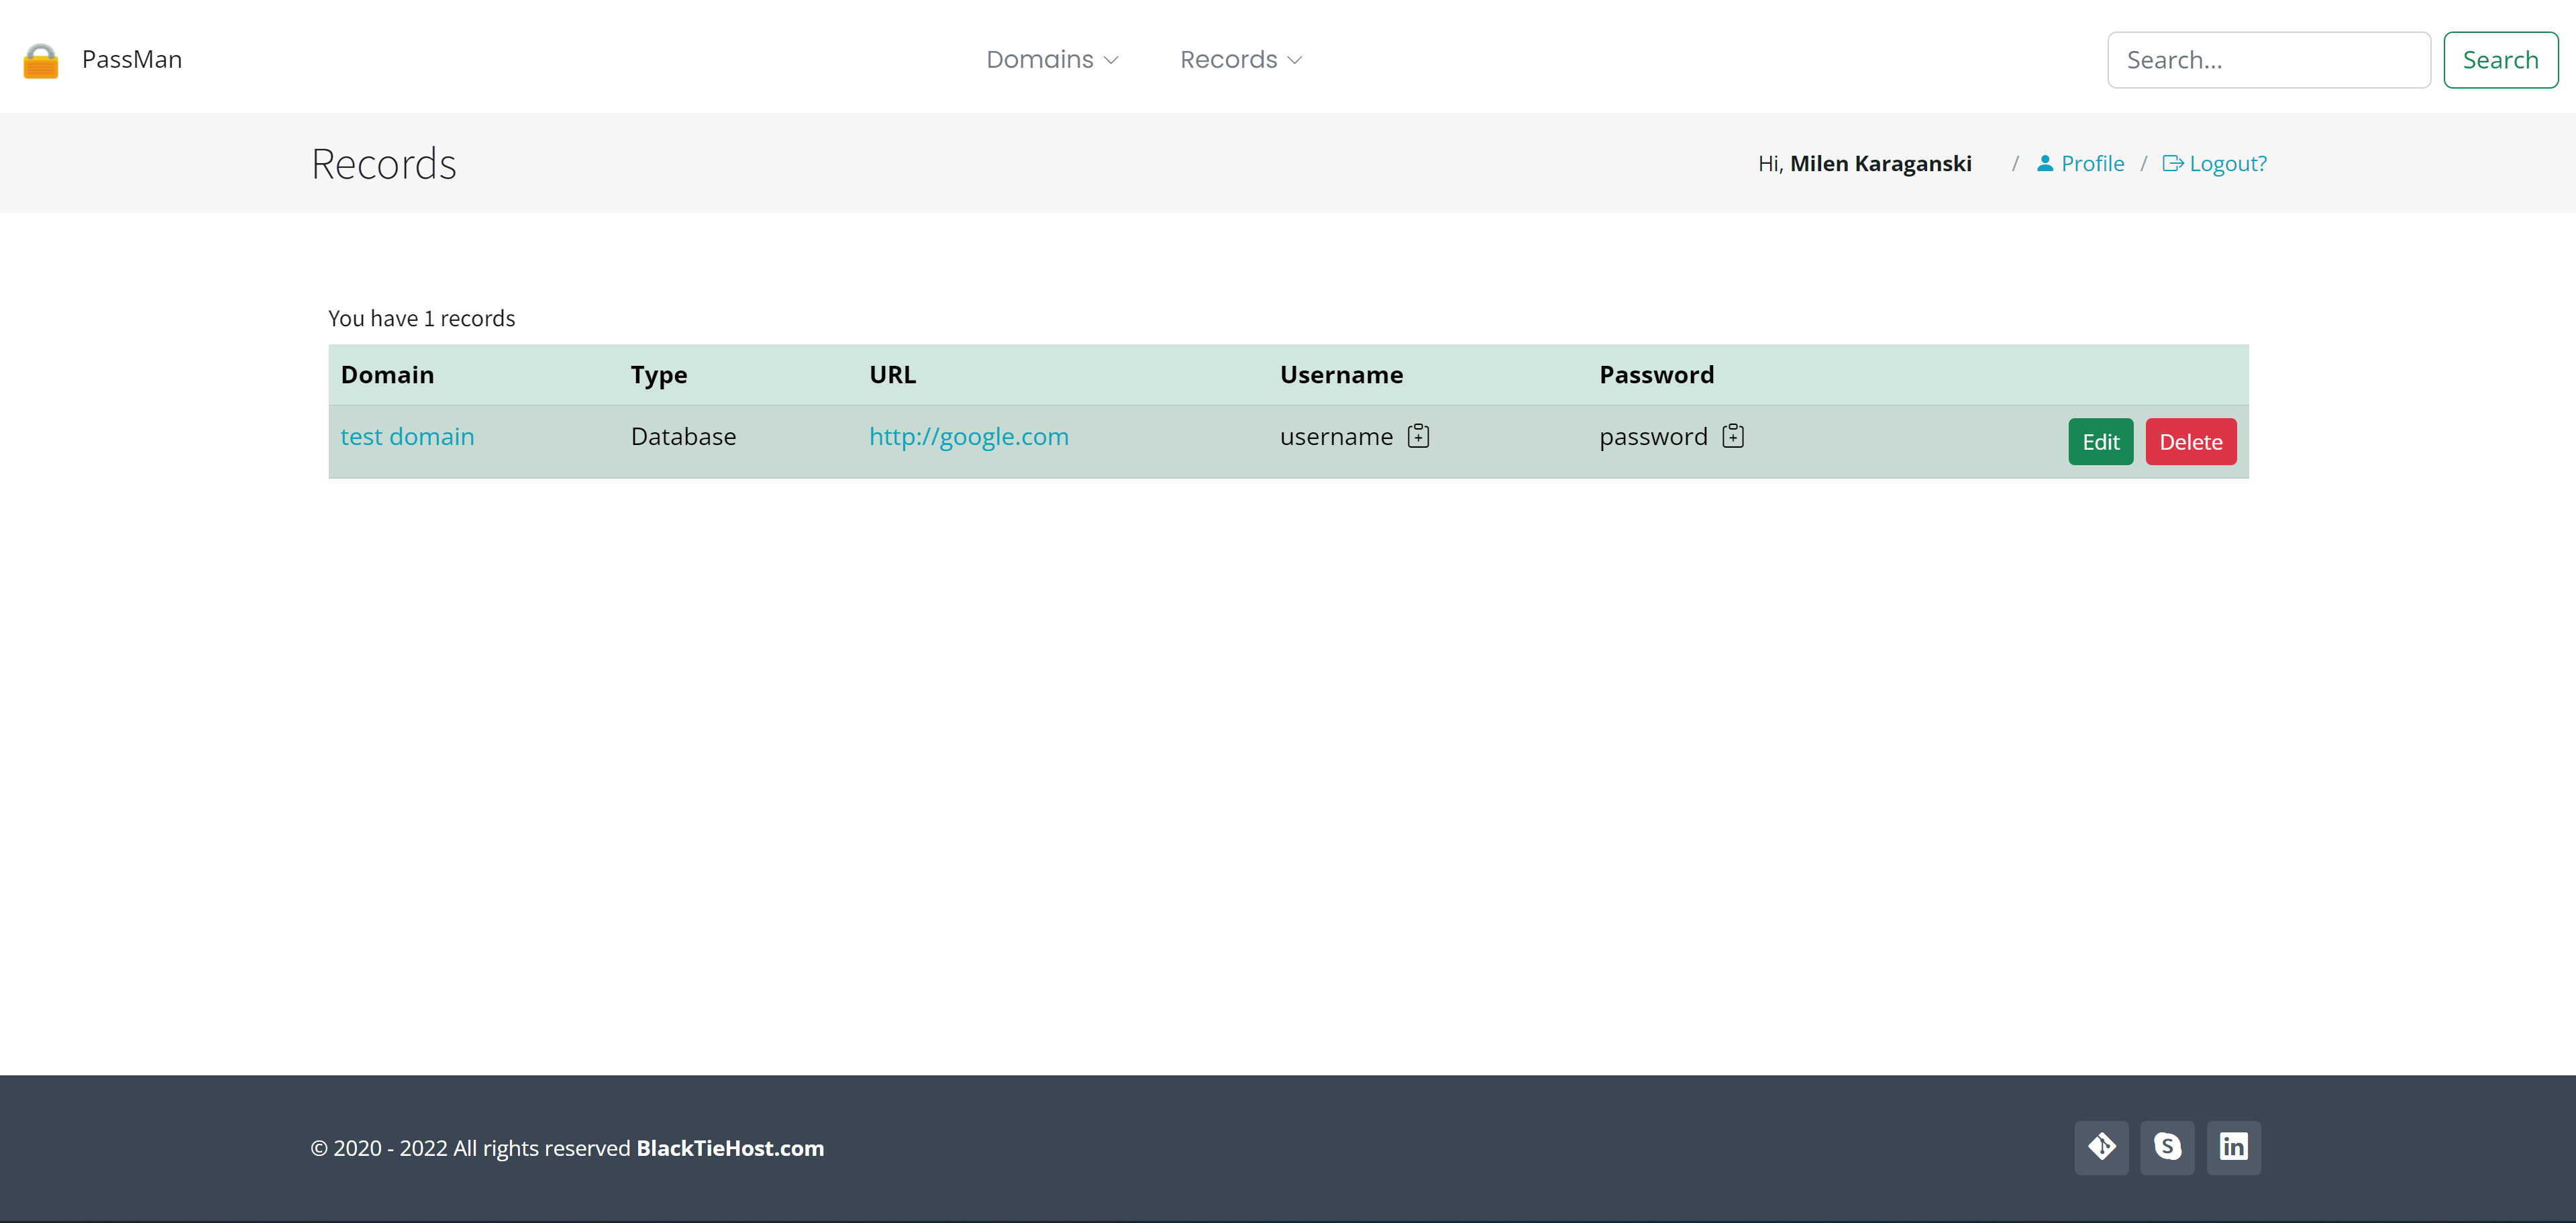 PassMan
Domains
Records
Search...
Search
Records
Hi, Milen Karaganski / Profile / Logout?
You have 1 records
Domain Type URL Username Password
test domain Database http://google.com username password Edit Delete
© 2020 - 2022 All rights reserved BlackTieHost.com